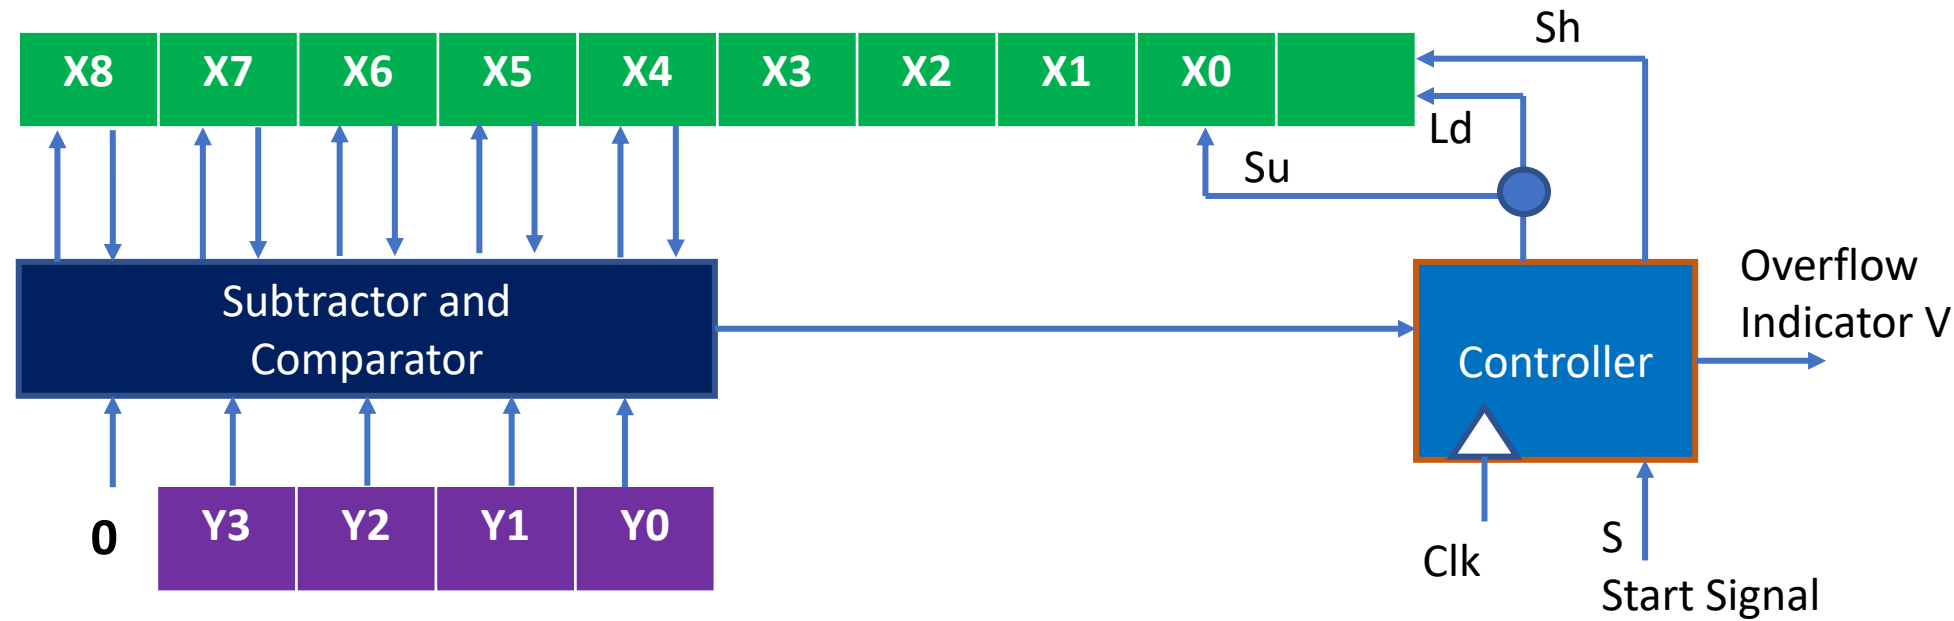 Sh
X8 X7 X6 X5 X4 X3 X2 X1 X0
Ld
Su
Subtractor and
Comparator
Overflow
Indicator V
Controller
0 Y3 Y2 Y1 Y0
Clk
S
Start Signal